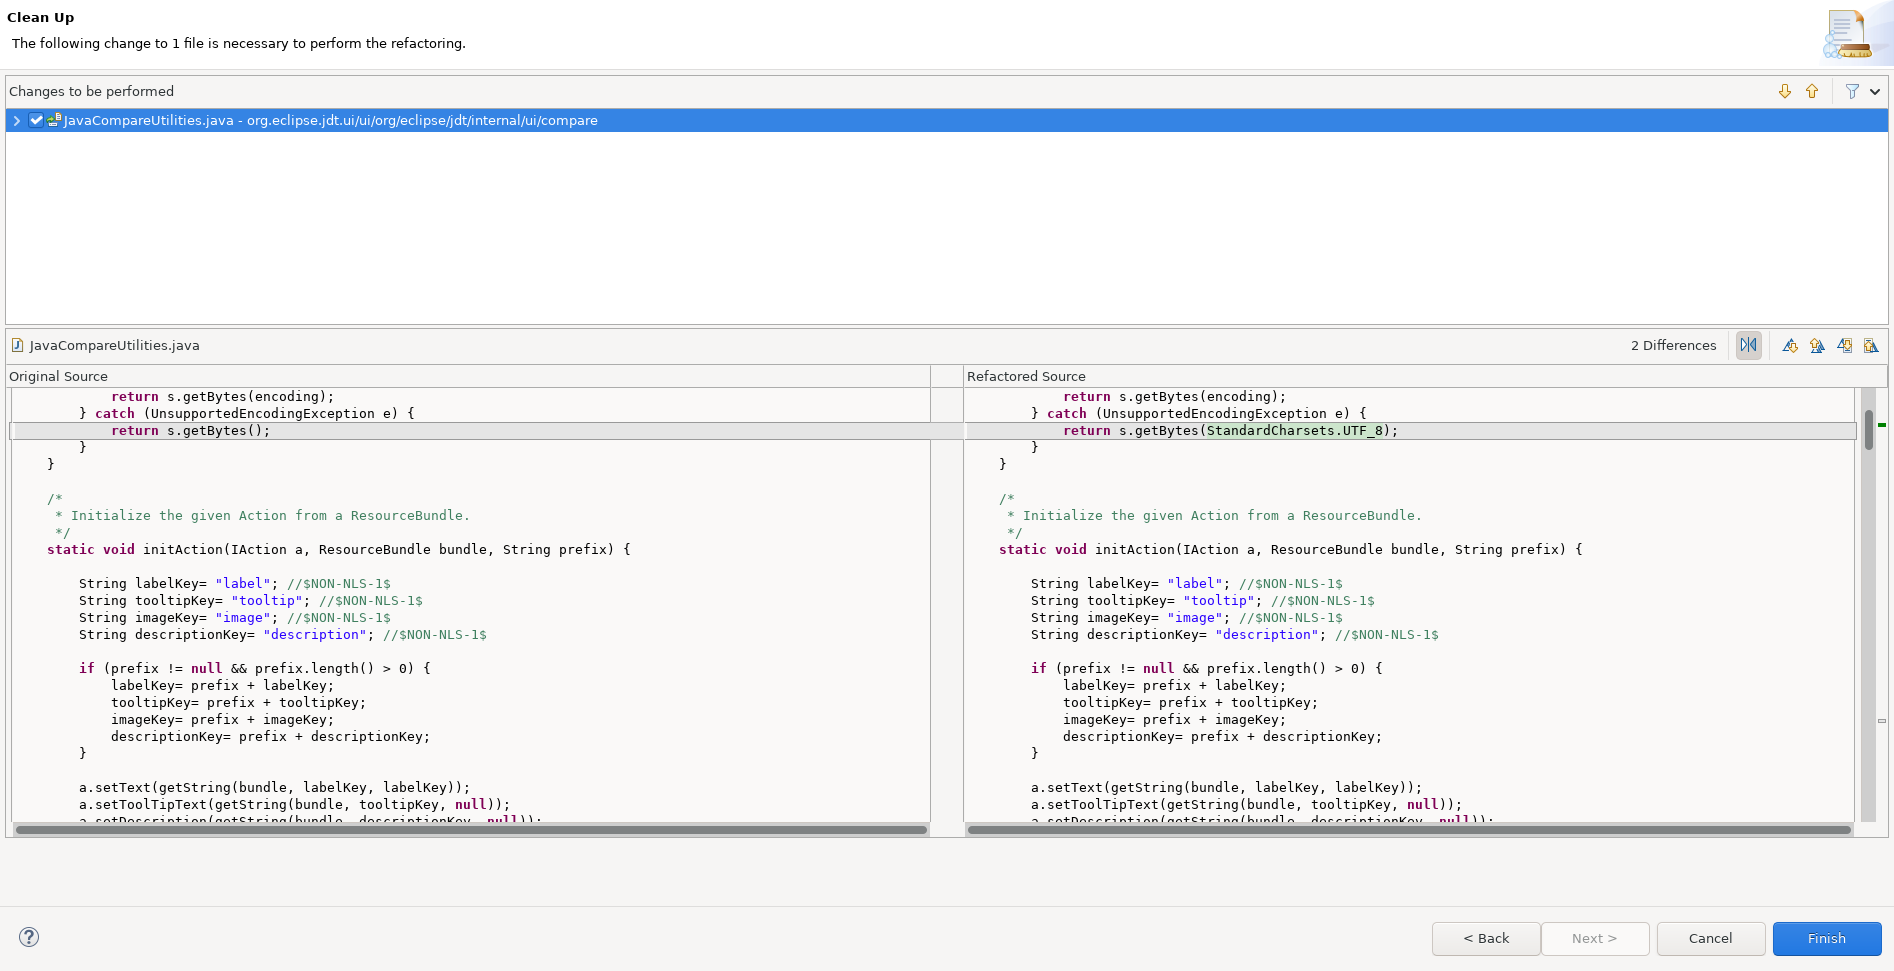 Clean Up
The following change to 1 file is necessary to perform the refactoring.
Changes to be performed
JavaCompareUtilities.java - org.eclipse.jdt.ui/ui/org/eclipse/jdt/internal/ui/compare
JavaCompareUtilities.java
2 Differences
Original Source
return s.getBytes(encoding);
} catch (UnsupportedEncodingException e) {
return s.getBytes();
}
}
/*
* Initialize the given Action from a ResourceBundle.
*/
static void initAction(IAction a, ResourceBundle bundle, String prefix) {
String labelKey= "label"; //$NON-NLS-1$
String tooltipKey= "tooltip"; //$NON-NLS-1$
String imageKey= "image"; //$NON-NLS-1$
String descriptionKey= "description"; //$NON-NLS-1$
if (prefix != null && prefix.length() > 0) {
labelKey= prefix + labelKey;
tooltipKey= prefix + tooltipKey;
imageKey= prefix + imageKey;
descriptionKey= prefix + descriptionKey;
}
a.setText(getString(bundle, labelKey, labelKey));
a.setToolTipText(getString(bundle, tooltipKey, null));
a.setDescription(getString(bundle, descriptionKey, null));
Refactored Source
return s.getBytes(encoding);
} catch (UnsupportedEncodingException e) {
return s.getBytes(StandardCharsets.UTF_8);
}
}
/*
* Initialize the given Action from a ResourceBundle.
*/
static void initAction(IAction a, ResourceBundle bundle, String prefix) {
String labelKey= "label"; //$NON-NLS-1$
String tooltipKey= "tooltip"; //$NON-NLS-1$
String imageKey= "image"; //$NON-NLS-1$
String descriptionKey= "description"; //$NON-NLS-1$
if (prefix != null && prefix.length() > 0) {
labelKey= prefix + labelKey;
tooltipKey= prefix + tooltipKey;
imageKey= prefix + imageKey;
descriptionKey= prefix + descriptionKey;
}
a.setText(getString(bundle, labelKey, labelKey));
a.setToolTipText(getString(bundle, tooltipKey, null));
a.setDescription(getString(bundle, descriptionKey, null));
?
< Back
Next >
Cancel
Finish